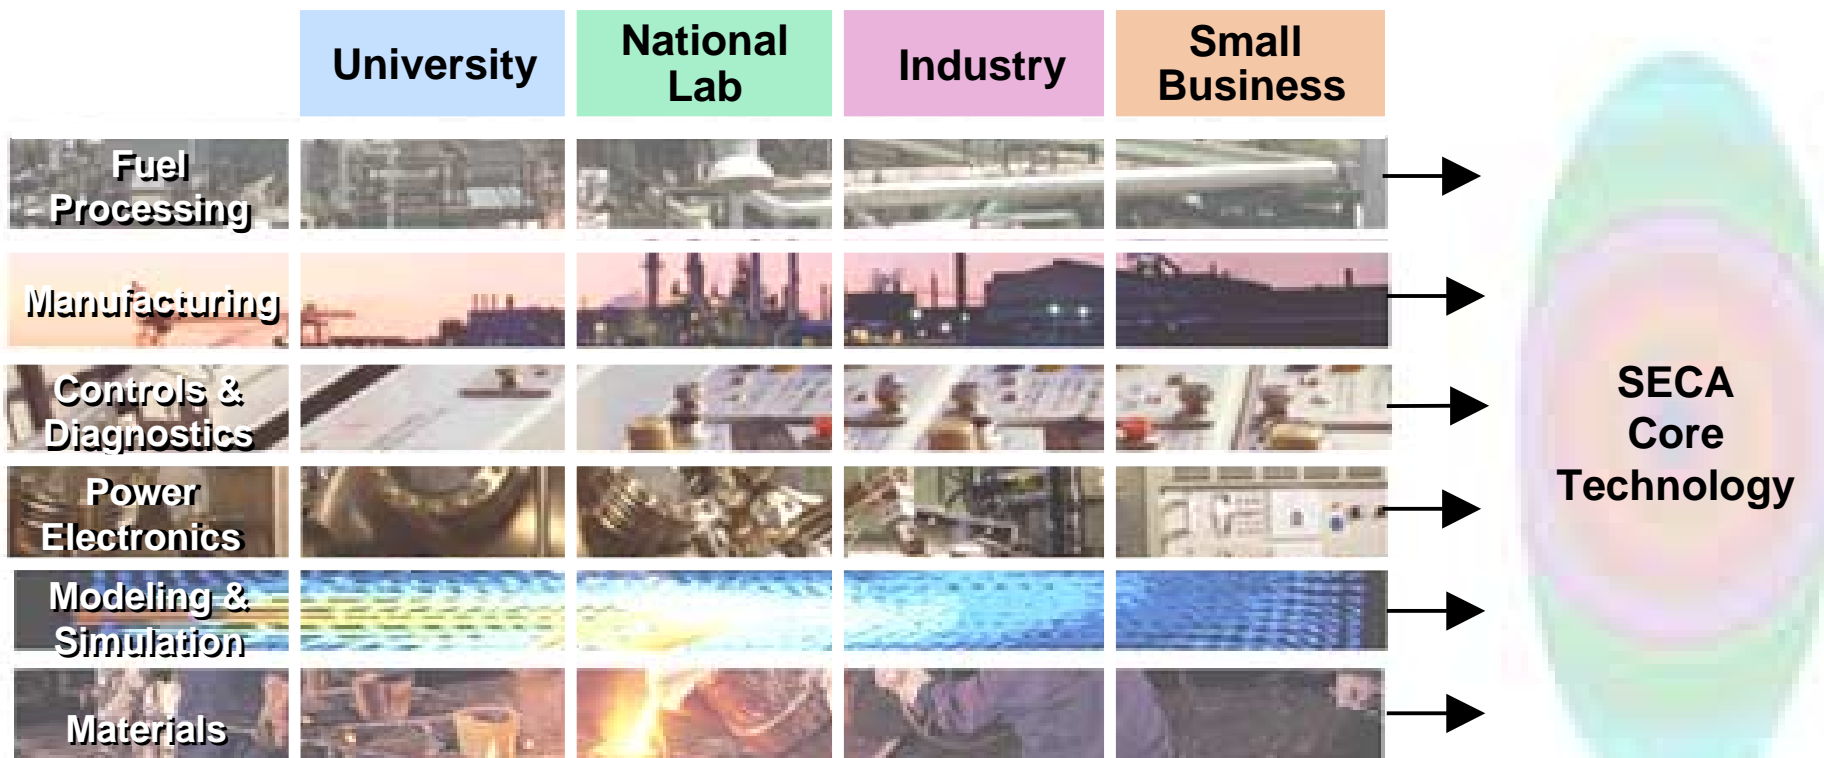 University
National
Lab
Industry
Small
Business
Fuel
Processing
Manufacturing
Controls &
Diagnostics
Power
Electronics
Modeling &
Simulation
Materials
SECA
Core
Technology